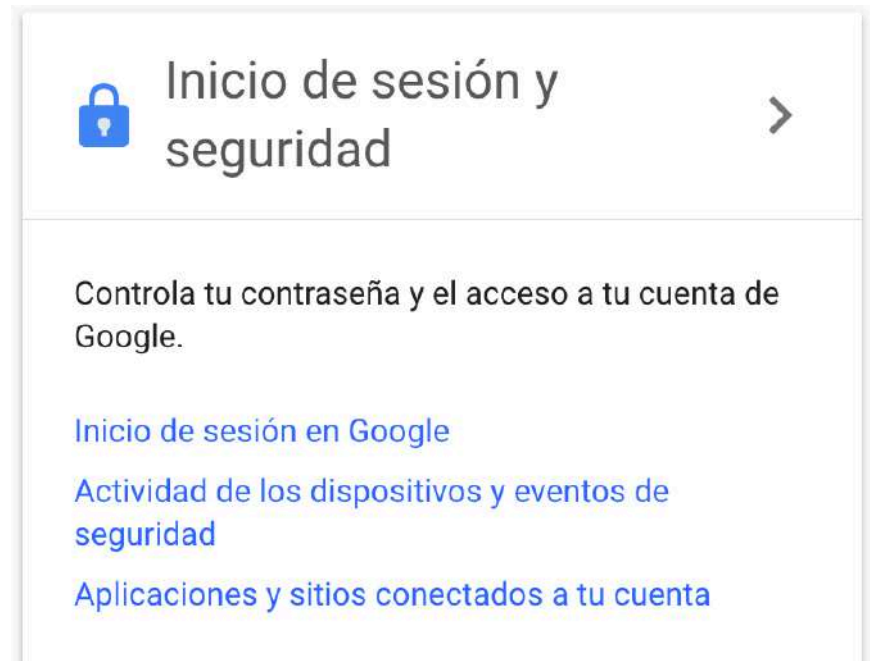 Inicio de sesión y
seguridad
Controla tu contraseña y el acceso a tu cuenta de
Google.
Inicio de sesión en Google
Actividad de los dispositivos y eventos de
seguridad
Aplicaciones y sitios conectados a tu cuenta